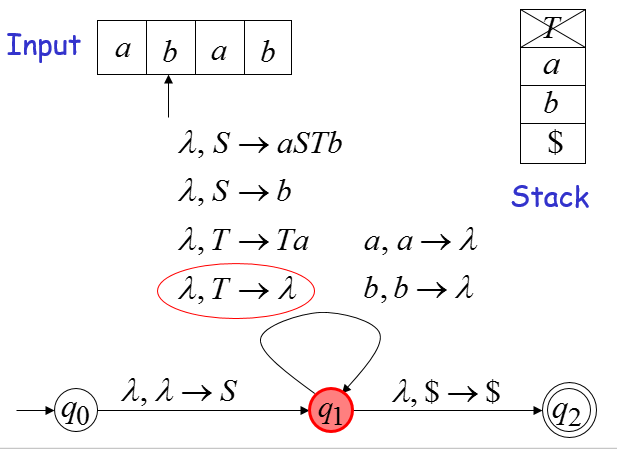 Input a b a b
T
a
b
$
Stack
λ, S → aSTb
λ, S → b
λ, T → Ta a, a → λ
λ, T → λ b, b → λ
λ, λ → S λ, $ → $
q0 q1 q2